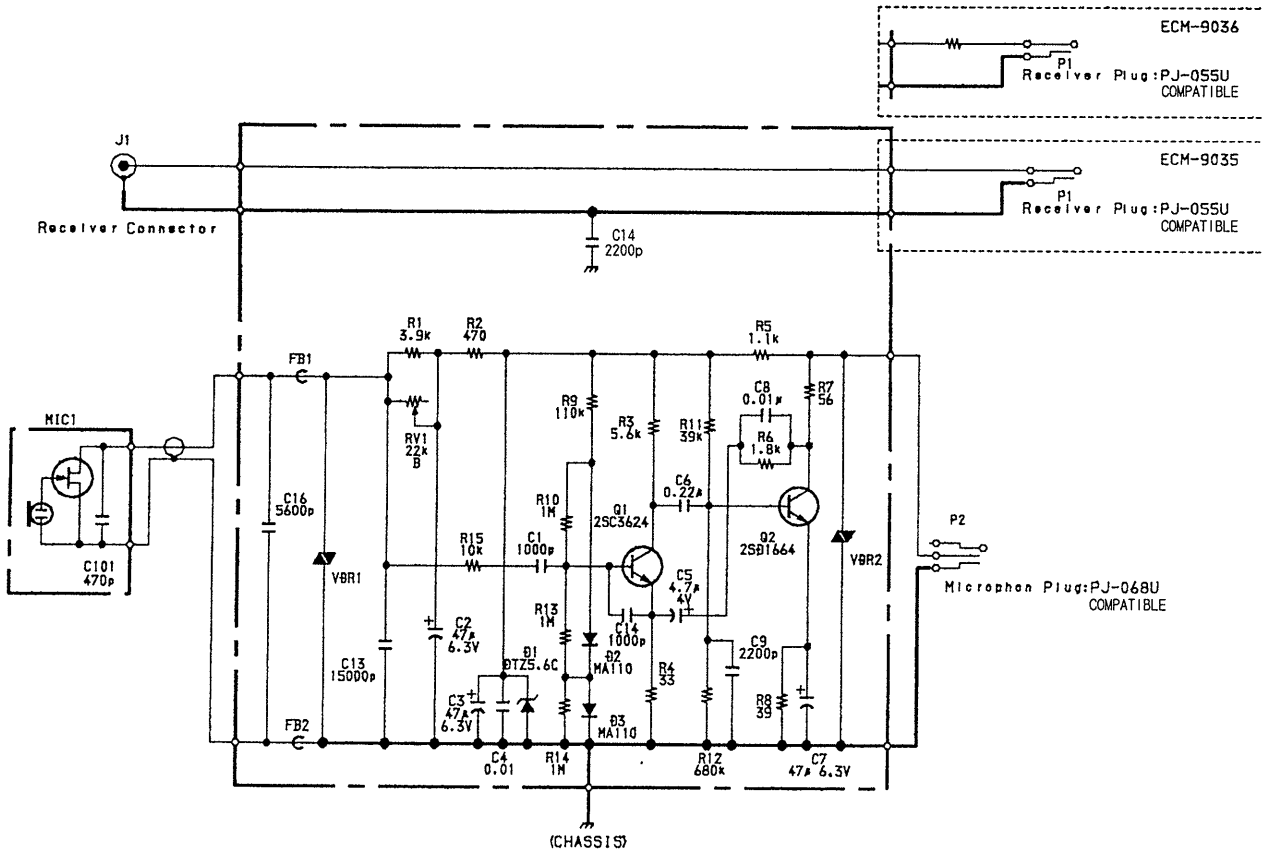 ECM-9036
P1
Receiver Plug:PJ-055U
COMPATIBLE
ECM-9035
P1
Receiver Plug:PJ-055U
COMPATIBLE
J1
Receiver Connector
C14
2200p
R1
3.9k
R2
470
R5
1.1k
FB1
C8
0.01μ
R7
56
R9
110k
R3
5.6k
R11
39k
R6
1.8k
MIC1
RV1
22k
B
C6
0.22μ
C16
5600p
R10
1M
Q1
2SC3624
Q2
2SD1664
P2
R15
10k
C1
1000p
VDR1
VDR2
C101
470p
C5
4.7μ
4V
Microphon Plug:PJ-068U
COMPATIBLE
R13
1M
C14
1000p
C2
47μ
6.3V
D1
DTZ5.6C
D2
MA110
C9
2200p
C13
15000p
R4
33
C3
47μ
6.3V
R8
39
FB2
D3
MA110
C4
0.01
R14
1M
R12
680k
C7
47μ 6.3V
(CHASSIS)